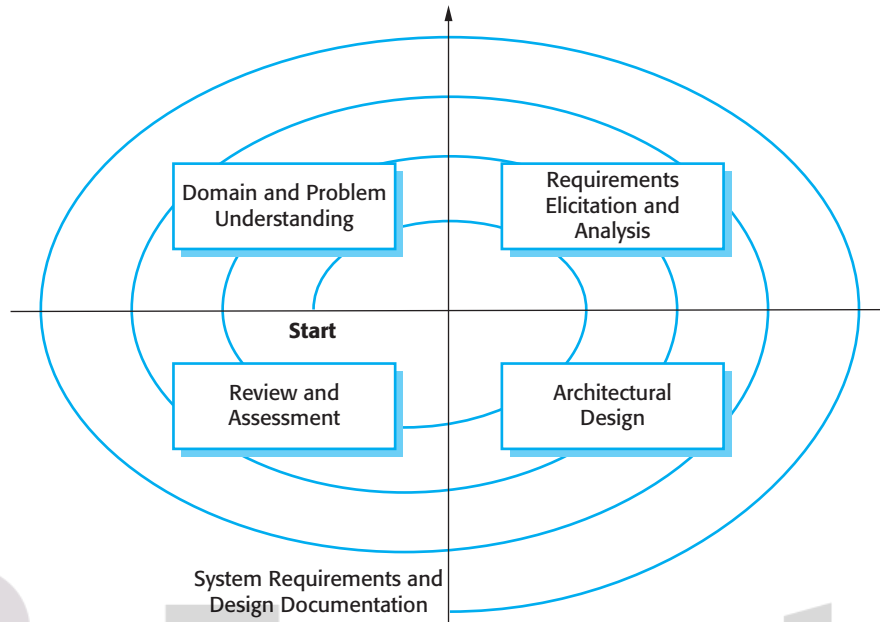 Domain and Problem
Understanding
Requirements
Elicitation and
Analysis
Start
Review and
Assessment
Architectural
Design
System Requirements and
Design Documentation